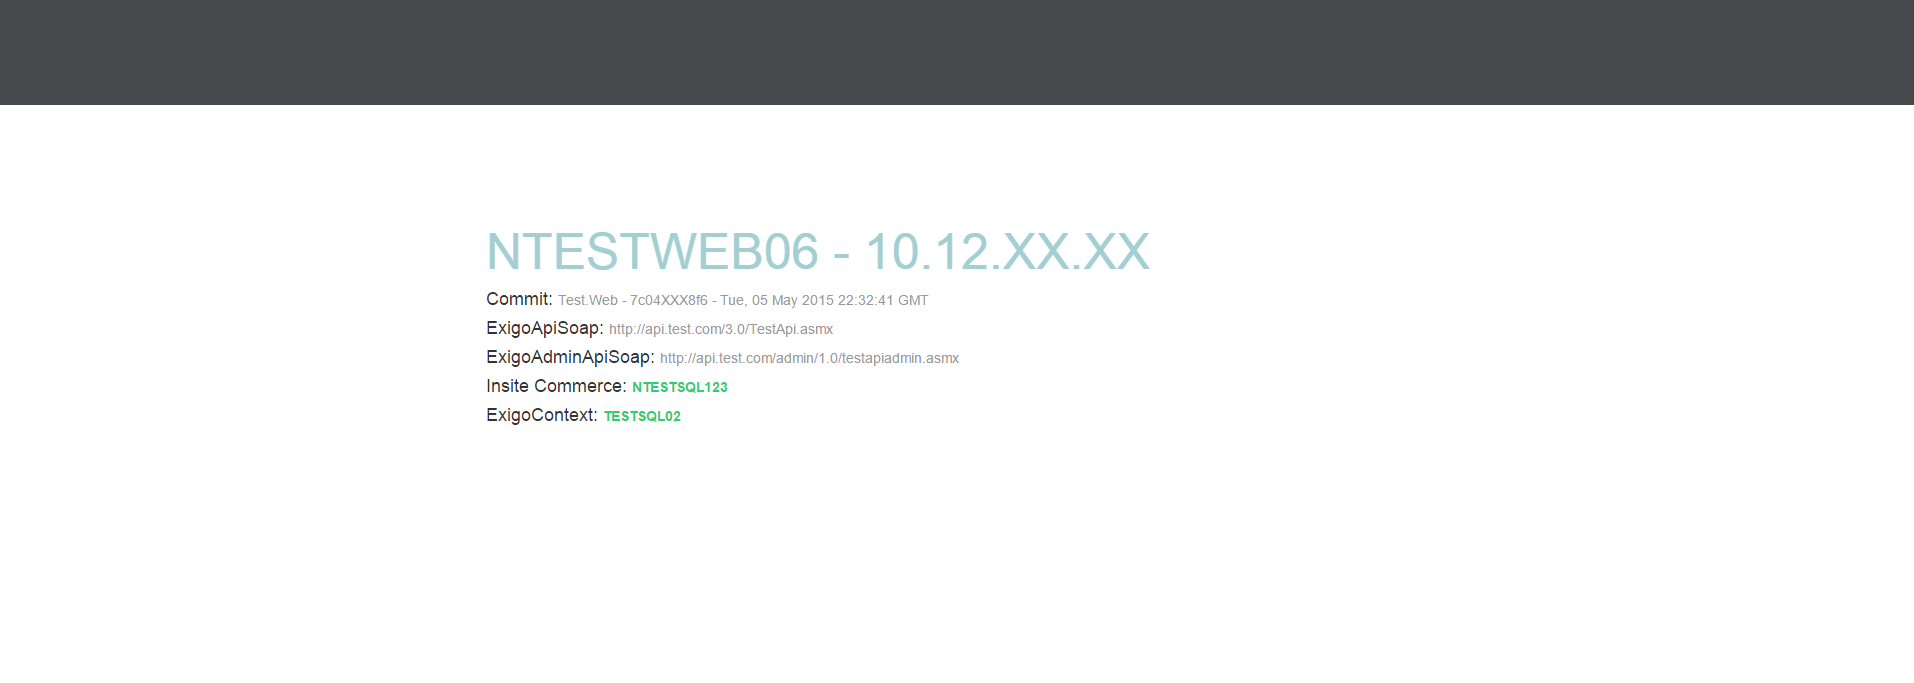 NTESTWEB06 - 10.12.XX.XX
Commit: Test.Web - 7c04XXX8f6 - Tue, 05 May 2015 22:32:41 GMT
ExigoApiSoap: http://api.test.com/3.0/TestApi.asmx
ExigoAdminApiSoap: http://api.test.com/admin/1.0/testapiadmin.asmx
Insite Commerce: NTESTSQL123
ExigoContext: TESTSQL02